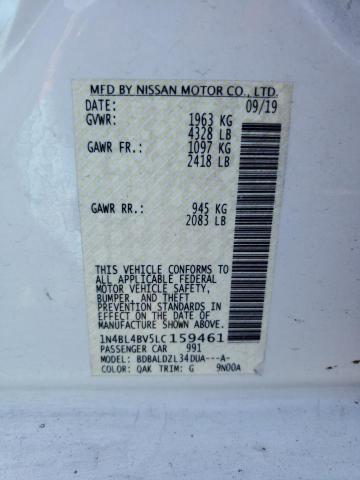 MFD BY NISSAN MOTOR CO., LTD.
DATE: 09/19
GVWR: 1963 KG
4328 LB
GAWR FR.: 1097 KG
2418 LB
GAWR RR.: 945 KG
2083 LB
THIS VEHICLE CONFORMS TO
ALL APPLICABLE FEDERAL
MOTOR VEHICLE SAFETY,
BUMPER, AND THEFT
PREVENTION STANDARDS IN
EFFECT ON THE DATE OF
MANUFACTURE SHOWN ABOVE.
1N4BL4BV5LC159461
PASSENGER CAR 991
MODEL: BDBALDZL34DUA---A-
COLOR: QAK TRIM: G 9N00A